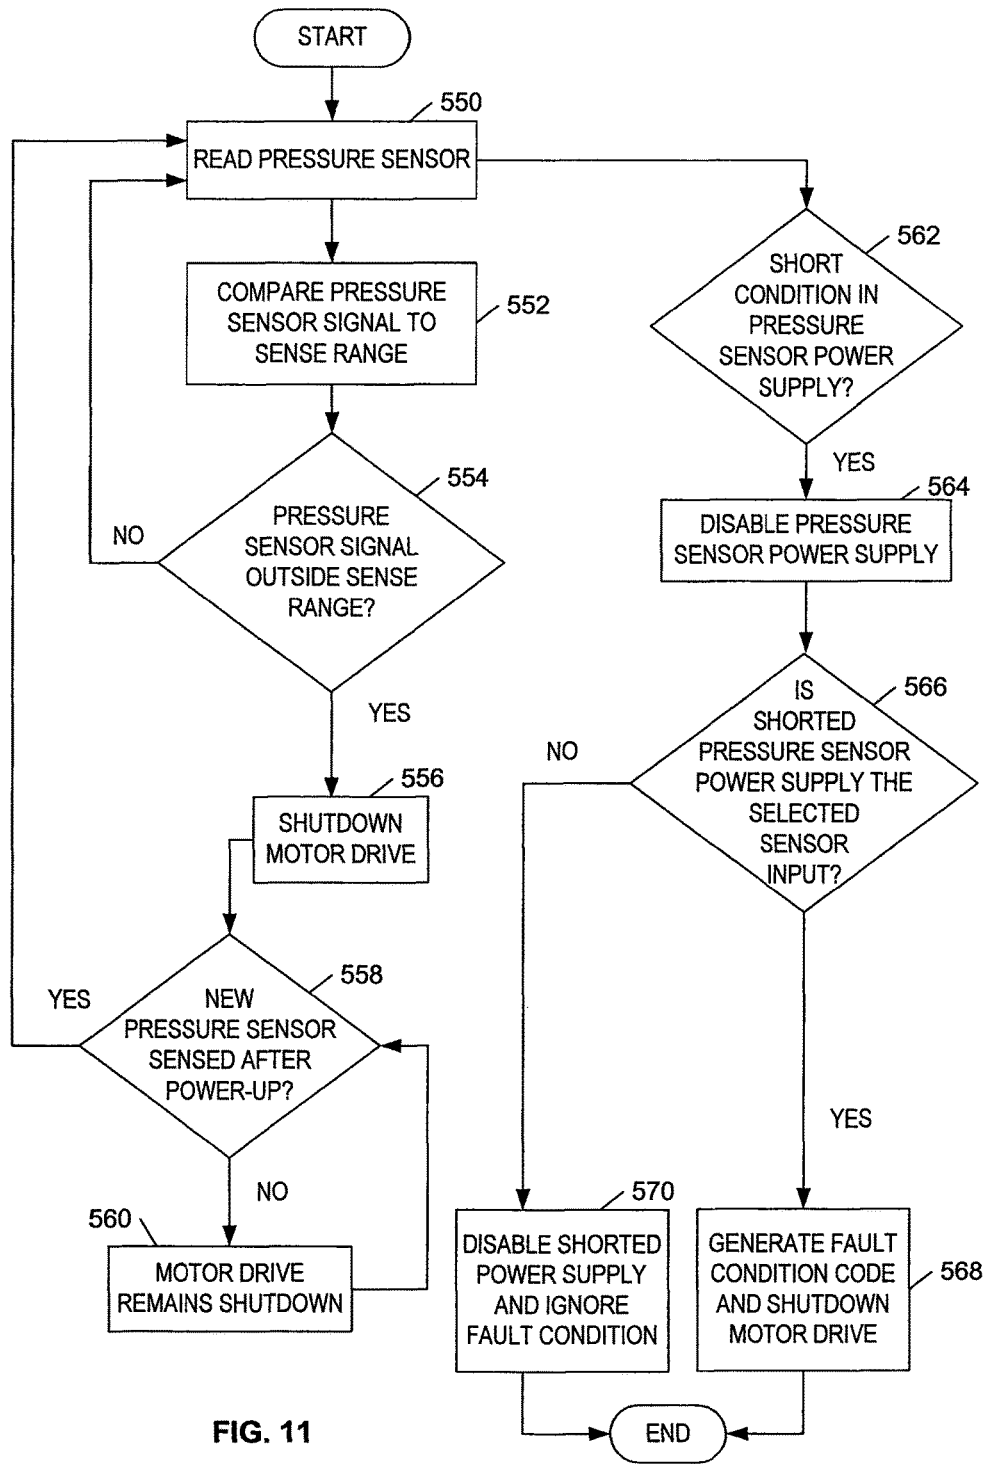 START
550
READ PRESSURE SENSOR
COMPARE PRESSURE
SENSOR SIGNAL TO
SENSE RANGE
552
562
SHORT
CONDITION IN
PRESSURE
SENSOR POWER
SUPPLY?
YES
554
PRESSURE
SENSOR SIGNAL
OUTSIDE SENSE
RANGE?
NO
YES
564
DISABLE PRESSURE
SENSOR POWER SUPPLY
566
IS
SHORTED
PRESSURE SENSOR
POWER SUPPLY THE
SELECTED
SENSOR
INPUT?
NO
YES
556
SHUTDOWN
MOTOR DRIVE
558
NEW
PRESSURE SENSOR
SENSED AFTER
POWER-UP?
YES
NO
560
MOTOR DRIVE
REMAINS SHUTDOWN
570
DISABLE SHORTED
POWER SUPPLY
AND IGNORE
FAULT CONDITION
GENERATE FAULT
CONDITION CODE
AND SHUTDOWN
MOTOR DRIVE
568
END
FIG. 11